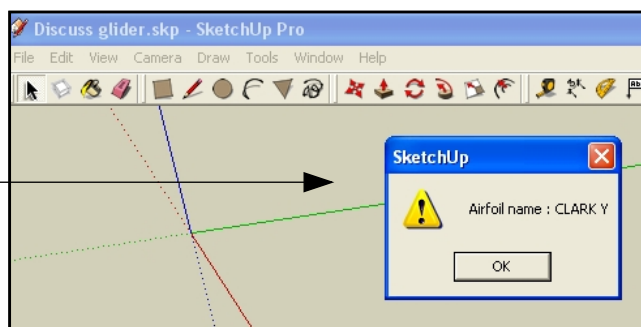 Discuss glider.skp - SketchUp Pro
File Edit View Camera Draw Tools Window Help
SketchUp
Airfoil name : CLARK Y
OK